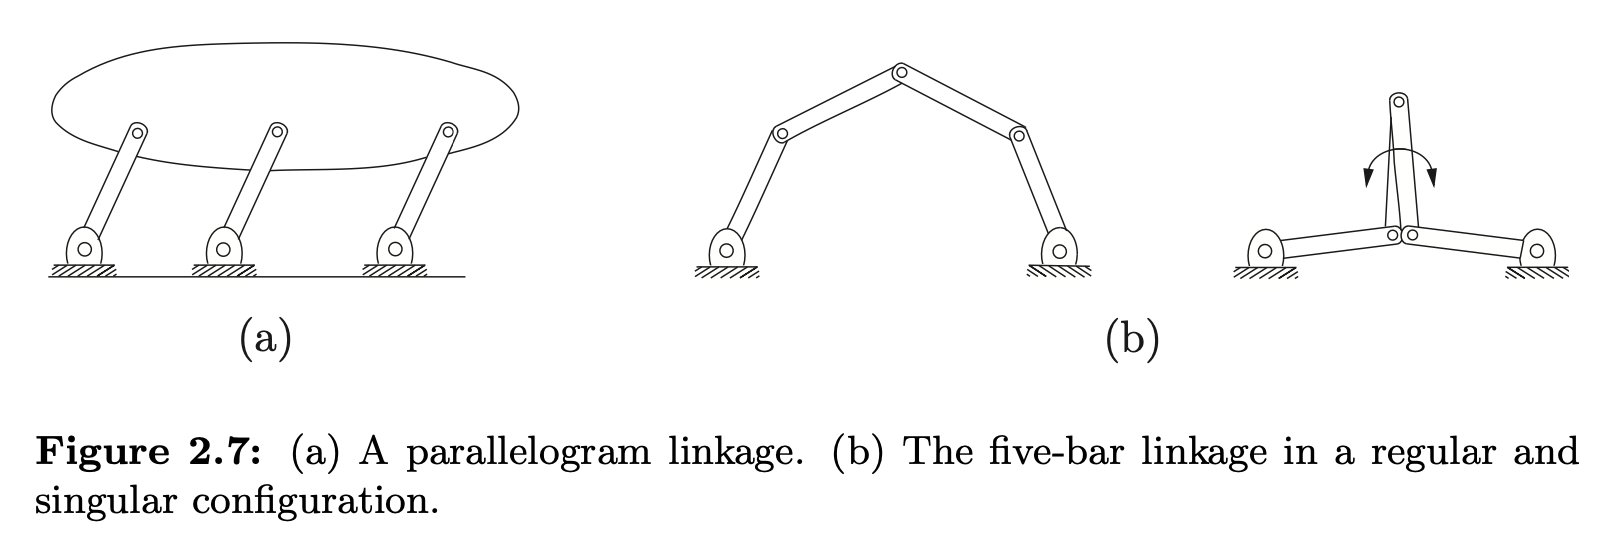 (a)
(b)
Figure 2.7: (a) A parallelogram linkage. (b) The five-bar linkage in a regular and
singular configuration.